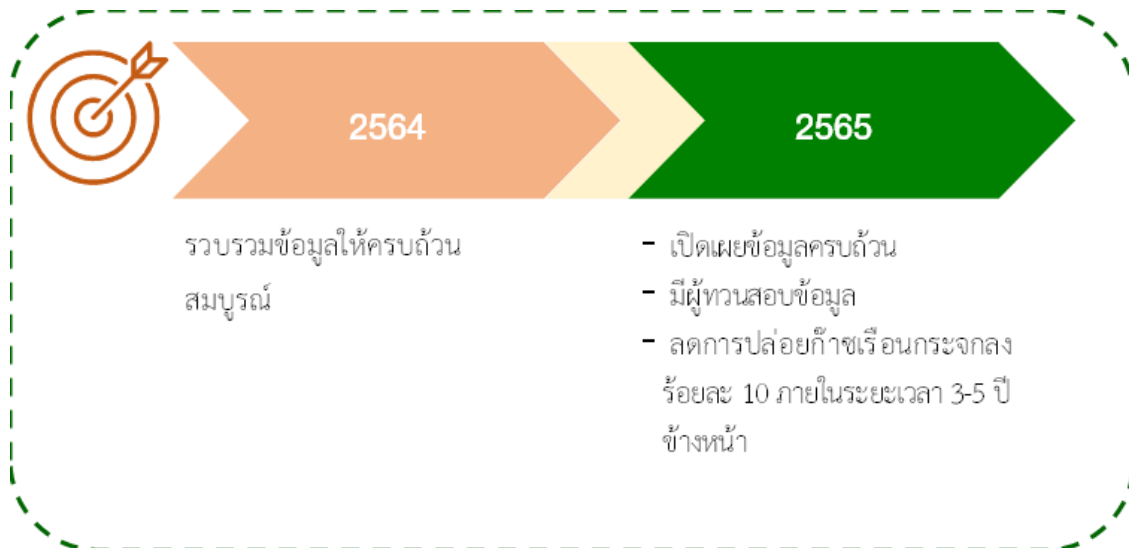 2564
2565
รวบรวมข้อมูลให้ครบถ้วน
สมบูรณ์
- เปิดเผยข้อมูลครบถ้วน
- มีผู้ทวนสอบข้อมูล
- ลดการปล่อยก๊าซเรือนกระจกลง
ร้อยละ 10 ภายในระยะเวลา 3-5 ปี
ข้างหน้า